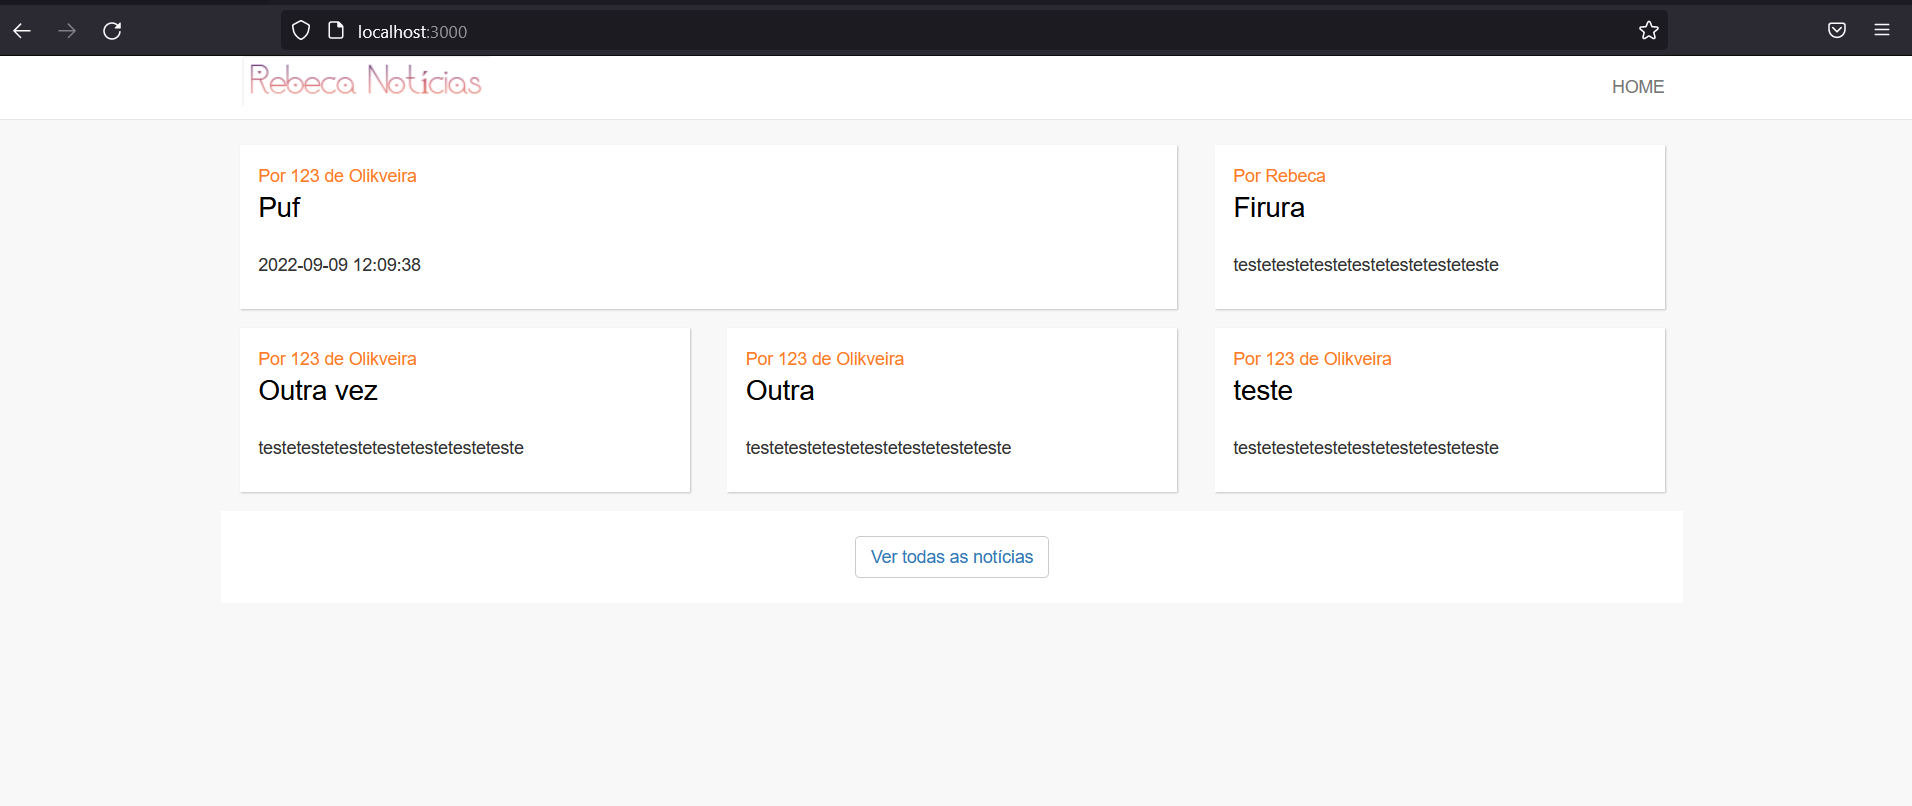 localhost:3000
Rebeca Notícias
HOME
Por 123 de Olikveira
Puf
2022-09-09 12:09:38
Por Rebeca
Firura
testetestetestetestetestetesteteste
Por 123 de Olikveira
Outra vez
testetestetestetestetestetesteteste
Por 123 de Olikveira
Outra
testetestetestetestetestetesteteste
Por 123 de Olikveira
teste
testetestetestetestetestetesteteste
Ver todas as notícias